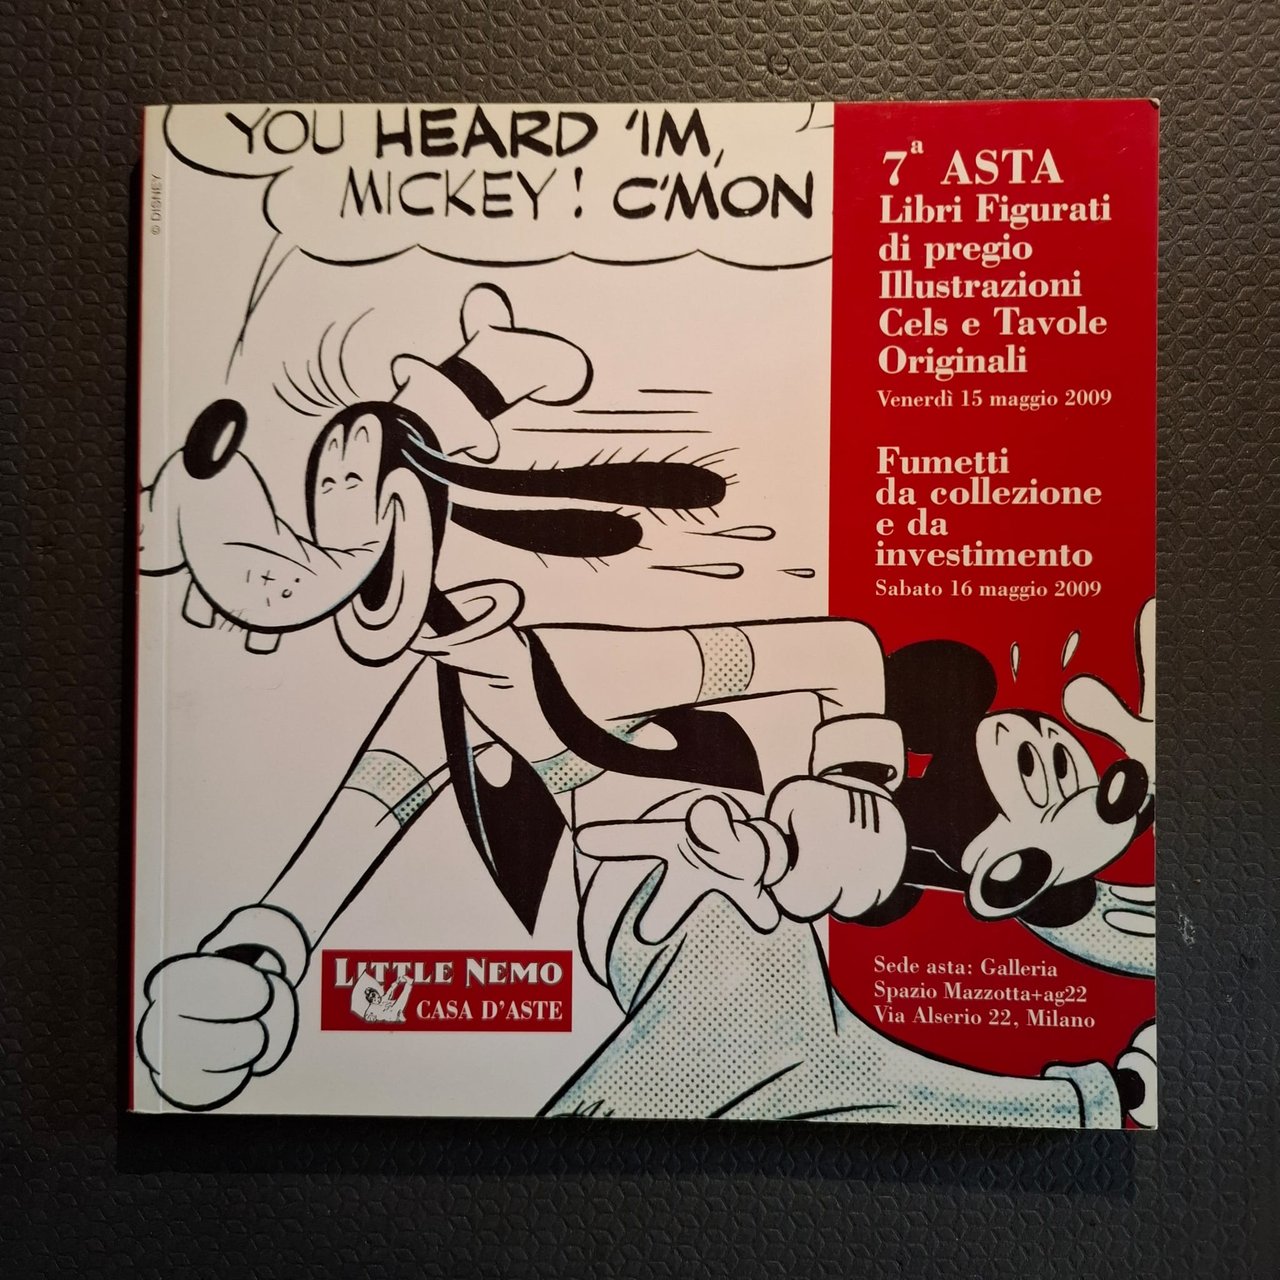 YOU HEARD 'IM,
MICKEY! C'MON
© DISNEY
7ª ASTA
Libri Figurati
di pregio
Illustrazioni
Cels e Tavole
Originali
Venerdì 15 maggio 2009
Fumetti
da collezione
e da
investimento
Sabato 16 maggio 2009
LITTLE NEMO
CASA D'ASTE
Sede asta: Galleria
Spazio Mazzotta+ag22
Via Alserio 22, Milano